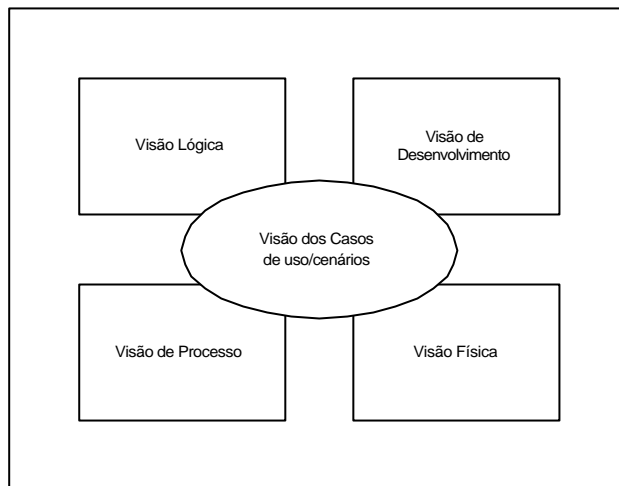 Visão Lógica
Visão de
Desenvolvimento
Visão dos Casos
de uso/cenários
Visão de Processo
Visão Física